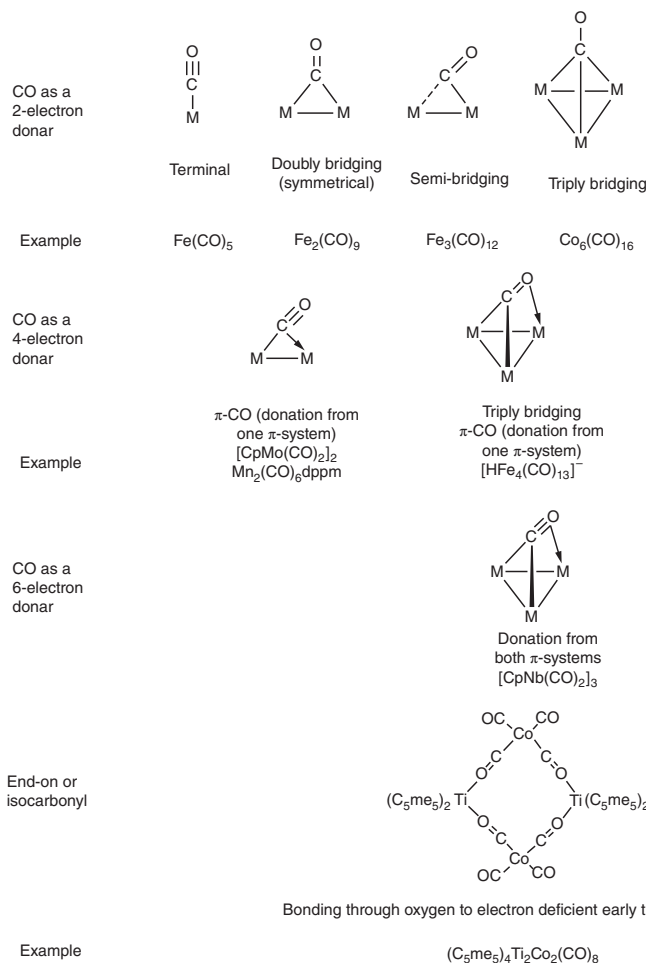 O
C
M
O
C
M M
O
C
M M
O
C
M M
M
CO as a
2-electron
donar
Terminal
Doubly bridging
(symmetrical)
Semi-bridging
Triply bridging
Example
Fe(CO)5
Fe2(CO)9
Fe3(CO)12
Co6(CO)16
CO as a
4-electron
donar
O
C
M M
O
C
M M
M
π-CO (donation from
one π-system)
[CpMo(CO)2]2
Mn2(CO)6dppm
Triply bridging
π-CO (donation from
one π-system)
[HFe4(CO)13]−
Example
CO as a
6-electron
donar
O
C
M M
M
Donation from
both π-systems
[CpNb(CO)2]3
End-on or
isocarbonyl
OC CO
Co
C C
O O
(C5me5)2 Ti Ti(C5me5)2
O O
C C
Co
OC CO
Bonding through oxygen to electron deficient early t
Example
(C5me5)4Ti2Co2(CO)8